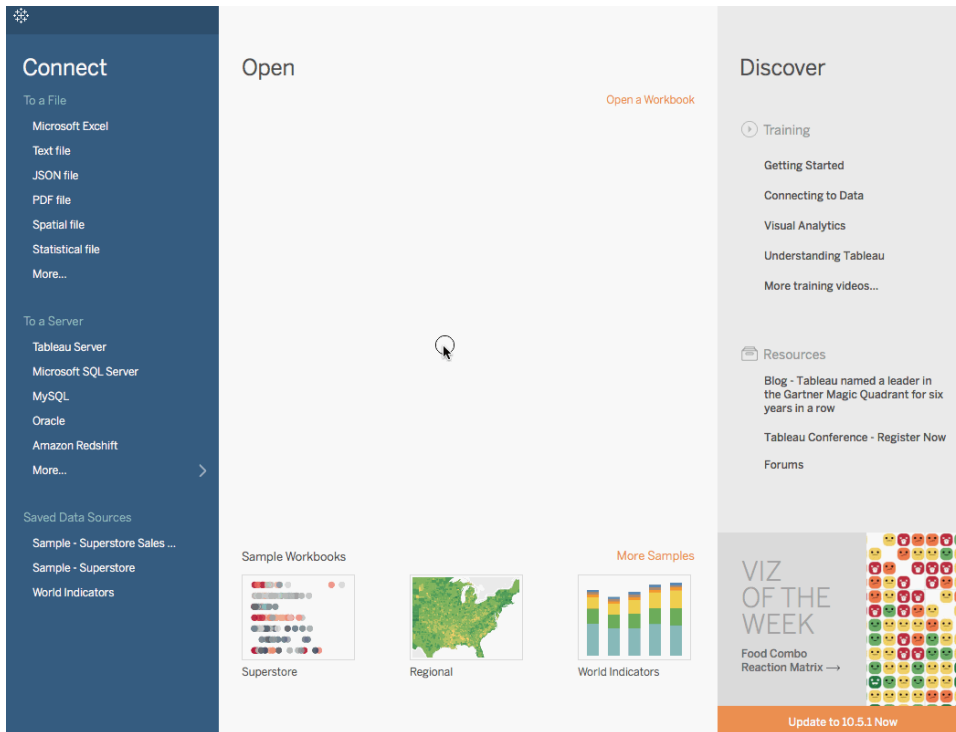 Connect
To a File
Microsoft Excel
Text file
JSON file
PDF file
Spatial file
Statistical file
More...
To a Server
Tableau Server
Microsoft SQL Server
MySQL
Oracle
Amazon Redshift
More...
Saved Data Sources
Sample - Superstore Sales ...
Sample - Superstore
World Indicators
Open
Open a Workbook
Sample Workbooks
More Samples
Superstore
Regional
World Indicators
Discover
Training
Getting Started
Connecting to Data
Visual Analytics
Understanding Tableau
More training videos...
Resources
Blog - Tableau named a leader in
the Gartner Magic Quadrant for six
years in a row
Tableau Conference - Register Now
Forums
VIZ
OF THE
WEEK
Food Combo
Reaction Matrix →
Update to 10.5.1 Now